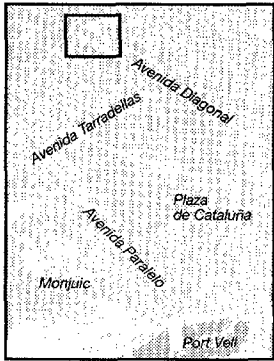 Avenida Diagonal
Avenida Tarradellas
Plaza
de Cataluña
Avenida Paralelo
Monjuic
Port Vell